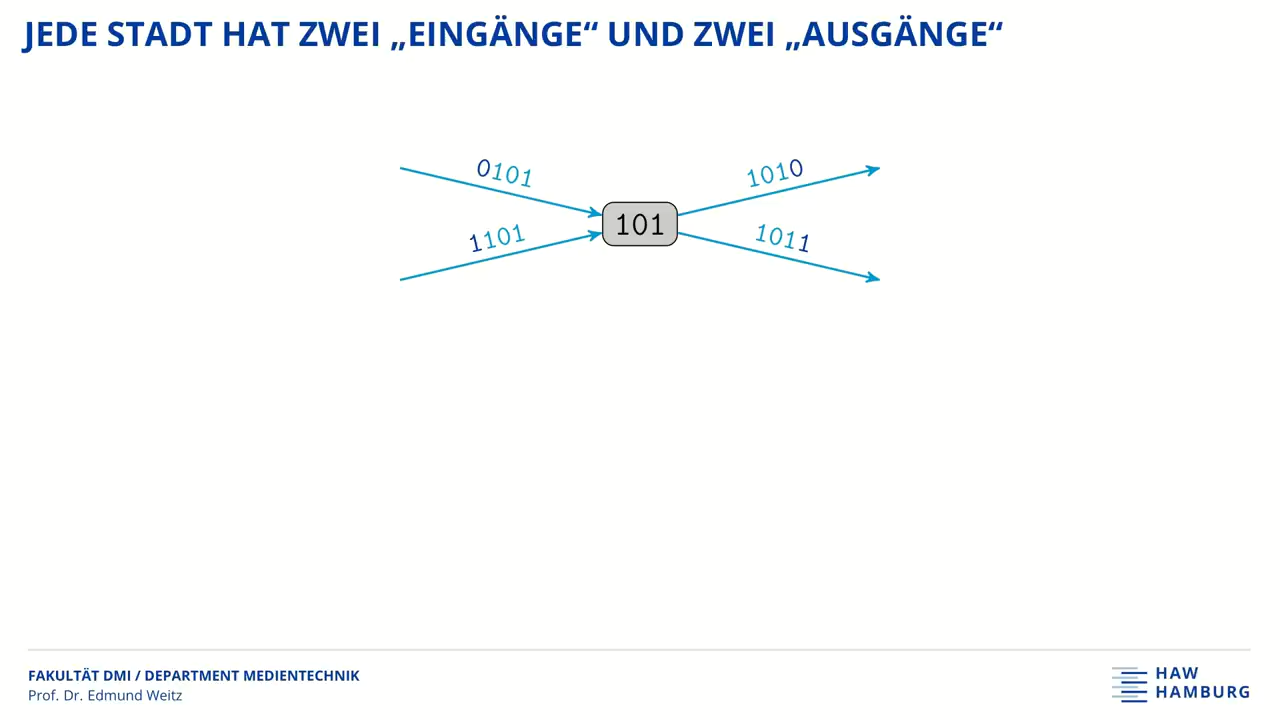 JEDE STADT HAT ZWEI „EINGÄNGE“ UND ZWEI „AUSGÄNGE“
0101
1010
101
1101
1011
FAKULTÄT DMI / DEPARTMENT MEDIENTECHNIK
Prof. Dr. Edmund Weitz
HAW
HAMBURG